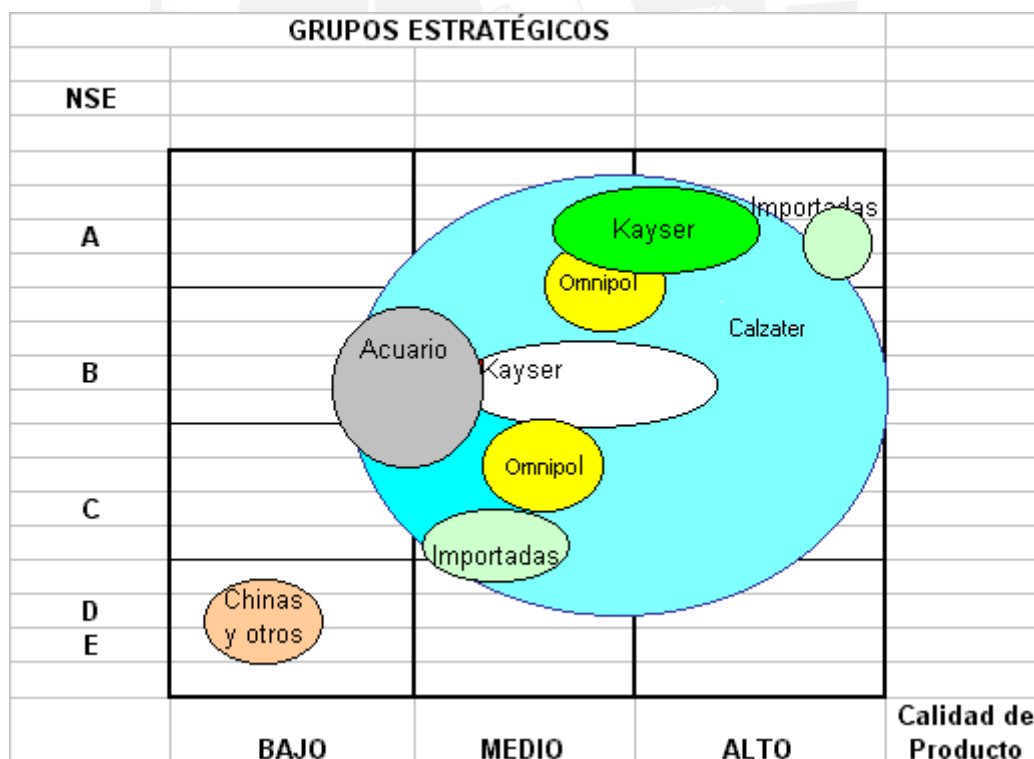 GRUPOS ESTRATÉGICOS
NSE
Importadas
A
Kayser
Omnipol
Calzater
Acuario
B
Kayser
Omnipol
C
Importadas
Chinas
y otros
D
E
Calidad de
Producto
BAJO
MEDIO
ALTO